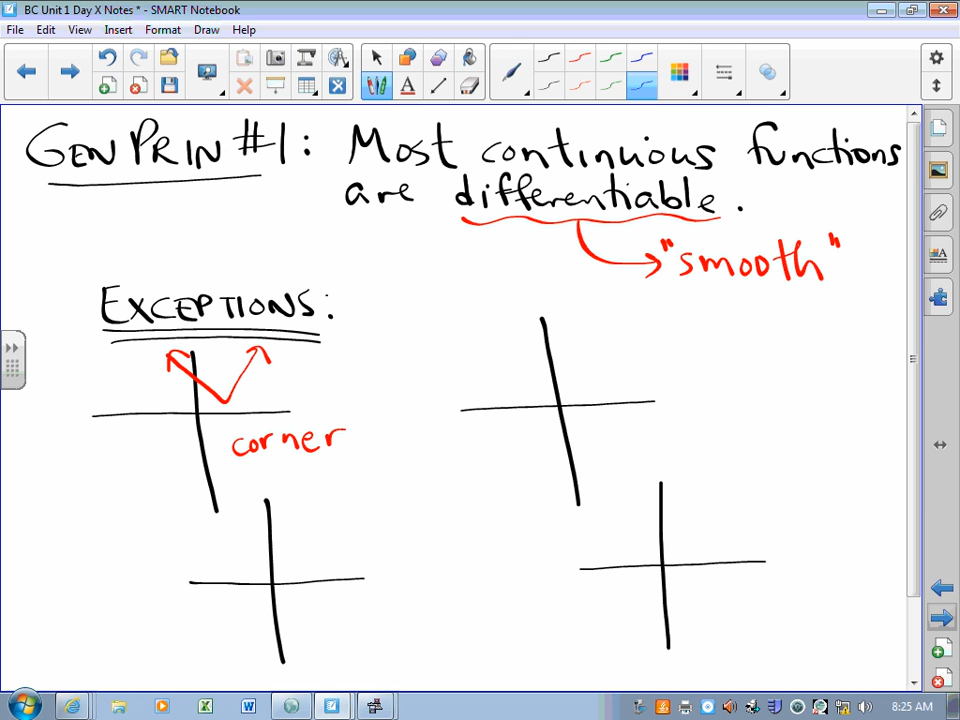 BC Unit 1 Day X Notes * - SMART Notebook
File Edit View Insert Format Draw Help
GEN PRIN #1: Most continuous functions
are differentiable.
"smooth"
EXCEPTIONS:
corner
8:25 AM